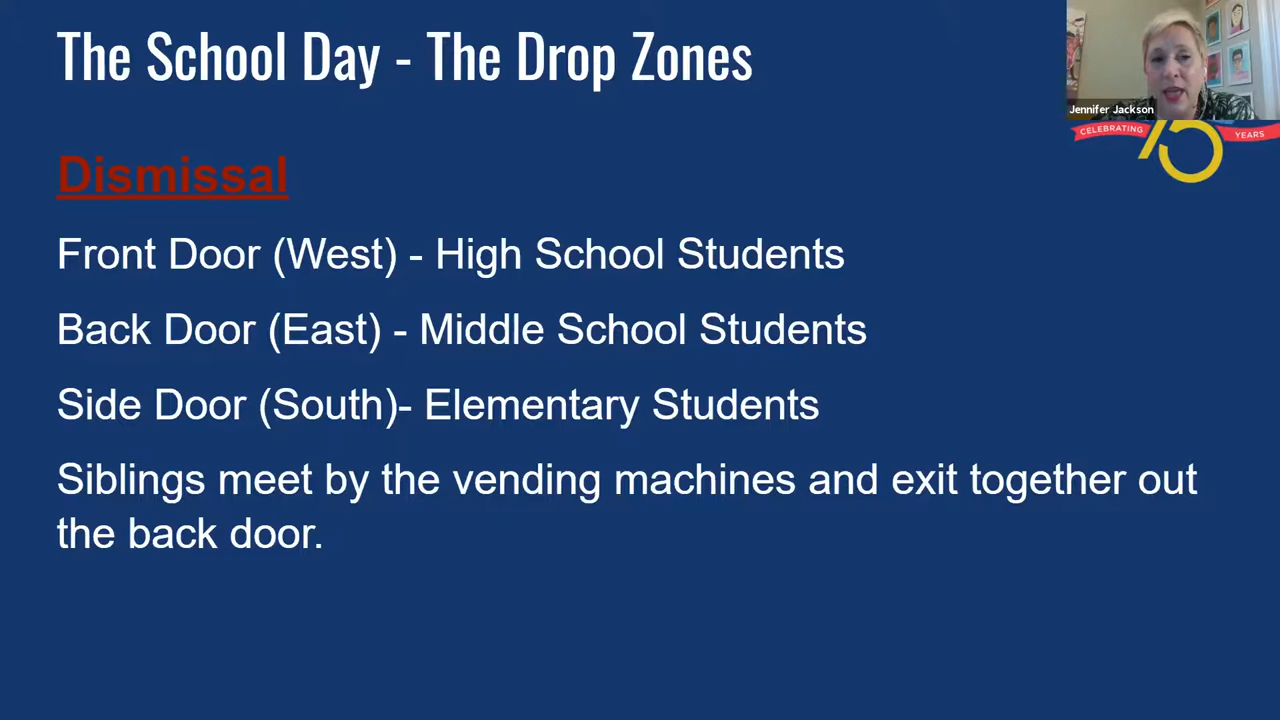 The School Day - The Drop Zones
Jennifer Jackson
CELEBRATING 75 YEARS
Dismissal
Front Door (West) - High School Students
Back Door (East) - Middle School Students
Side Door (South)- Elementary Students
Siblings meet by the vending machines and exit together out
the back door.